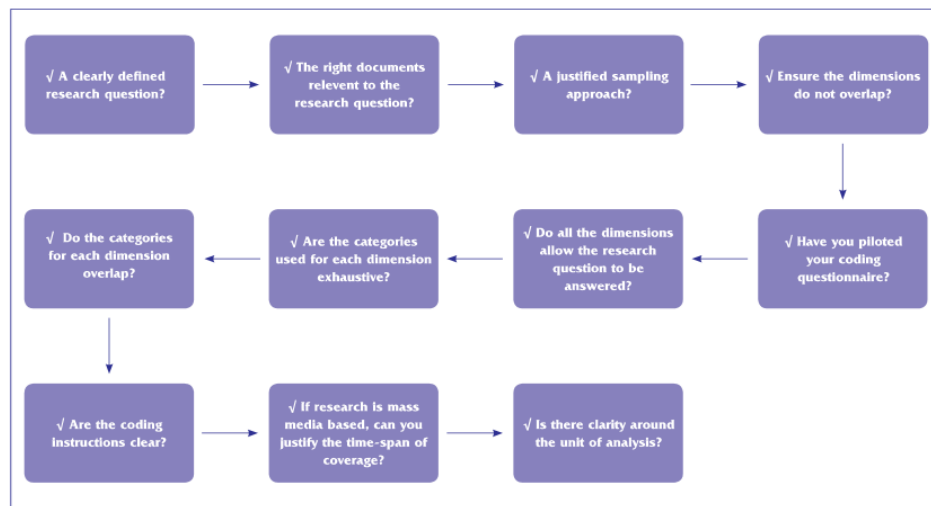 √ A clearly defined
research question?
√ The right documents
relevent to the
research question?
√ A justified sampling
approach?
√ Ensure the dimensions
do not overlap?
√ Have you piloted
your coding
questionnaire?
√ Do all the dimensions
allow the research
question to be
answered?
√ Are the categories
used for each dimension
exhaustive?
√ Do the categories
for each dimension
overlap?
√ Are the coding
instructions clear?
√ If research is mass
media based, can you
justify the time-span of
coverage?
√ Is there clarity around
the unit of analysis?